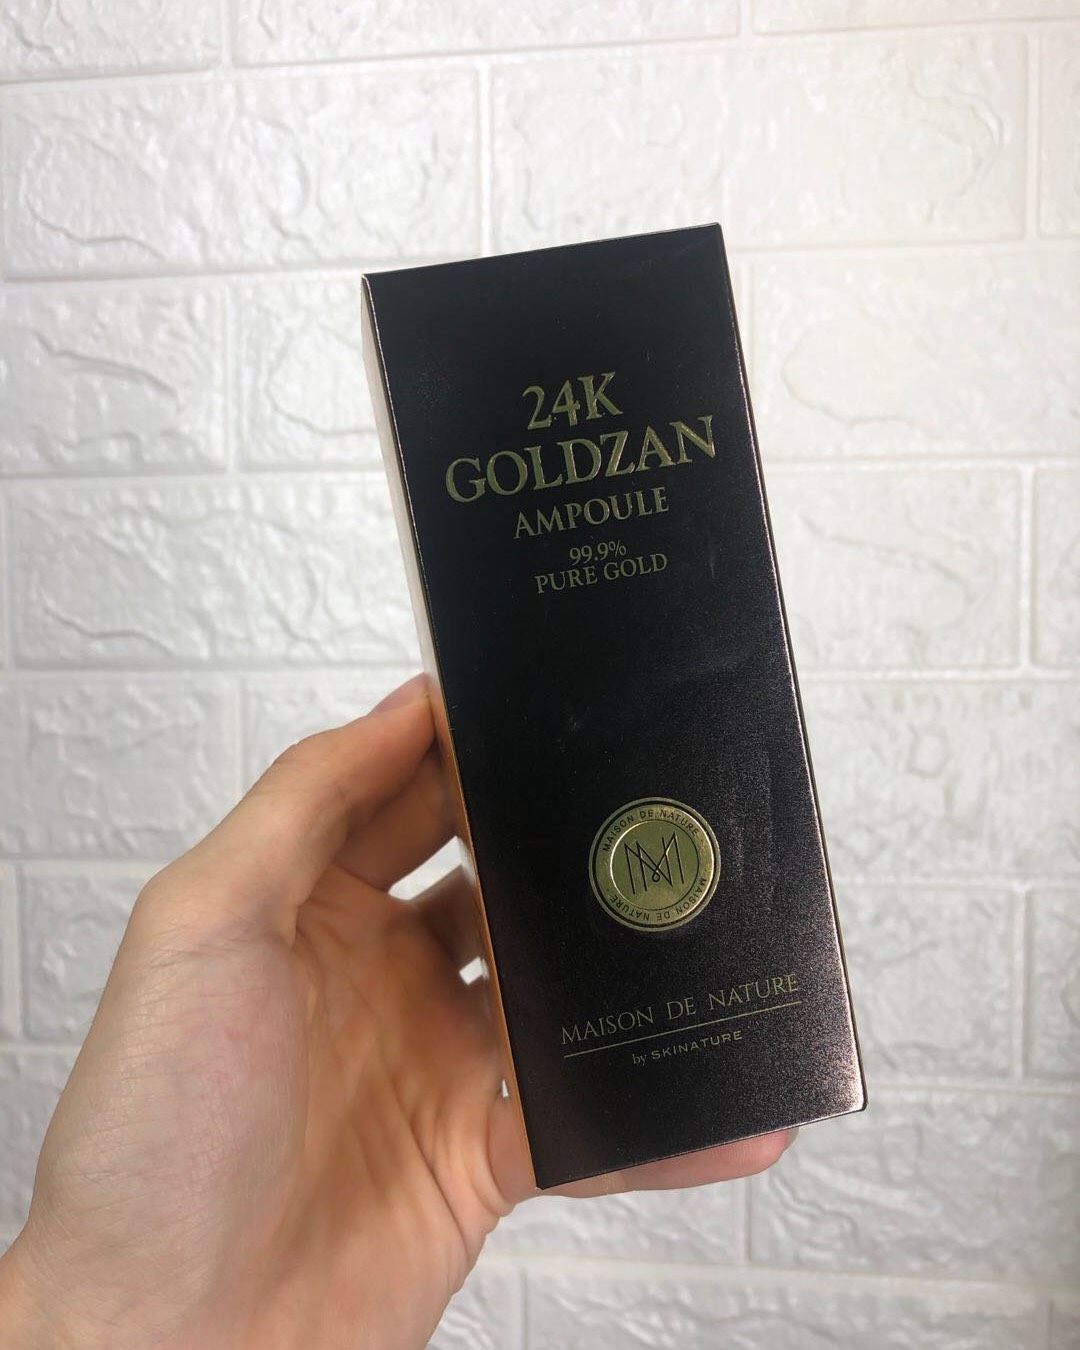 24K
GOLDZAN
AMPOULE
99.9%
PURE GOLD
MAISON DE NATURE
MAISON DE NATURE
MAISON DE NATURE
by SKINATURE